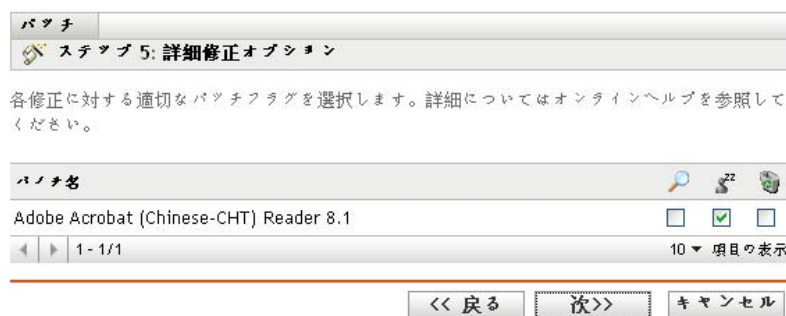 パッチ
ステップ 5: 詳細修正オプション
各修正に対する適切なパッチフラグを選択します。詳細についてはオンラインヘルプを参照して
ください。
パッチ名
Adobe Acrobat (Chinese-CHT) Reader 8.1
1 - 1/1 10 項目の表示
<< 戻る 次>> キャンセル